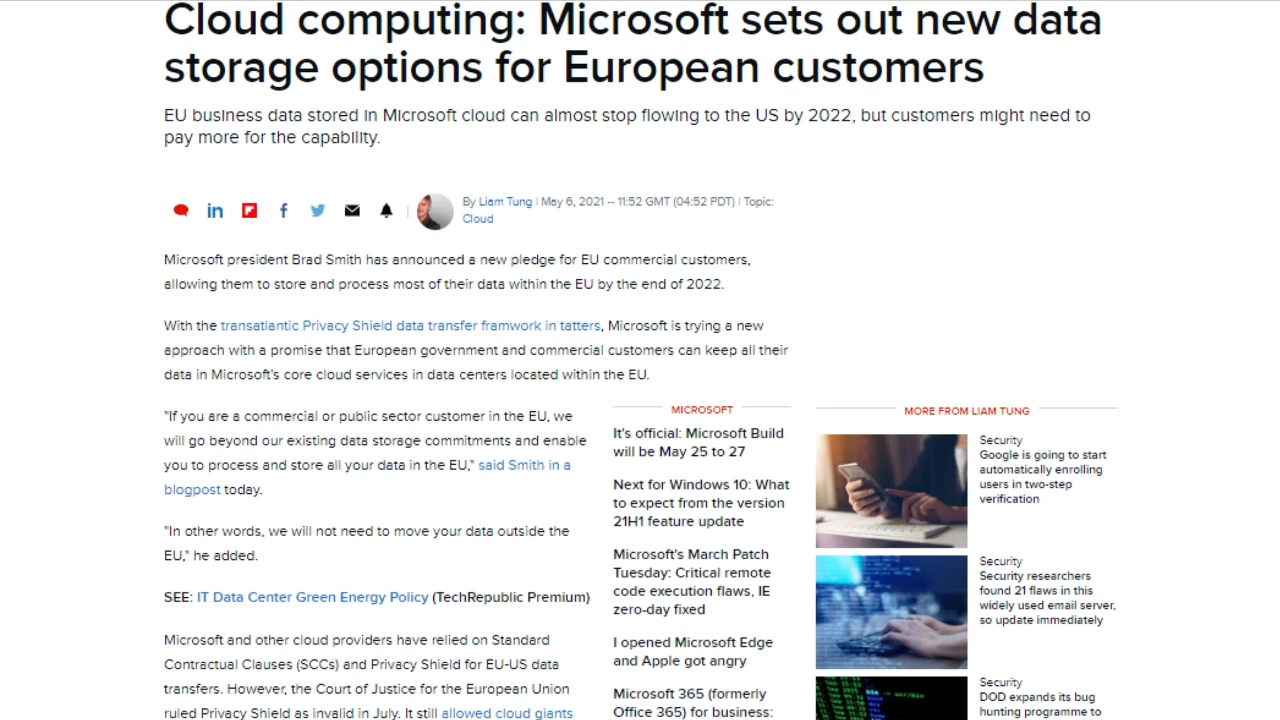 Cloud computing: Microsoft sets out new data
storage options for European customers
EU business data stored in Microsoft cloud can almost stop flowing to the US by 2022, but customers might need to
pay more for the capability.
By Liam Tung | May 6, 2021 -- 11:52 GMT (04:52 PDT) | Topic:
Cloud
Microsoft president Brad Smith has announced a new pledge for EU commercial customers,
allowing them to store and process most of their data within the EU by the end of 2022.
With the transatlantic Privacy Shield data transfer framwork in tatters, Microsoft is trying a new
approach with a promise that European government and commercial customers can keep all their
data in Microsoft's core cloud services in data centers located within the EU.
"If you are a commercial or public sector customer in the EU, we
will go beyond our existing data storage commitments and enable
you to process and store all your data in the EU," said Smith in a
blogpost today.
"In other words, we will not need to move your data outside the
EU," he added.
SEE: IT Data Center Green Energy Policy (TechRepublic Premium)
Microsoft and other cloud providers have relied on Standard
Contractual Clauses (SCCs) and Privacy Shield for EU-US data
transfers. However, the Court of Justice for the European Union
ruled Privacy Shield as invalid in July. It still allowed cloud giants
MICROSOFT
It's official: Microsoft Build
will be May 25 to 27
Next for Windows 10: What
to expect from the version
21H1 feature update
Microsoft's March Patch
Tuesday: Critical remote
code execution flaws, IE
zero-day fixed
I opened Microsoft Edge
and Apple got angry
Microsoft 365 (formerly
Office 365) for business:
MORE FROM LIAM TUNG
Security
Google is going to start
automatically enrolling
users in two-step
verification
Security
Security researchers
found 21 flaws in this
widely used email server,
so update immediately
Security
DOD expands its bug
hunting programme to